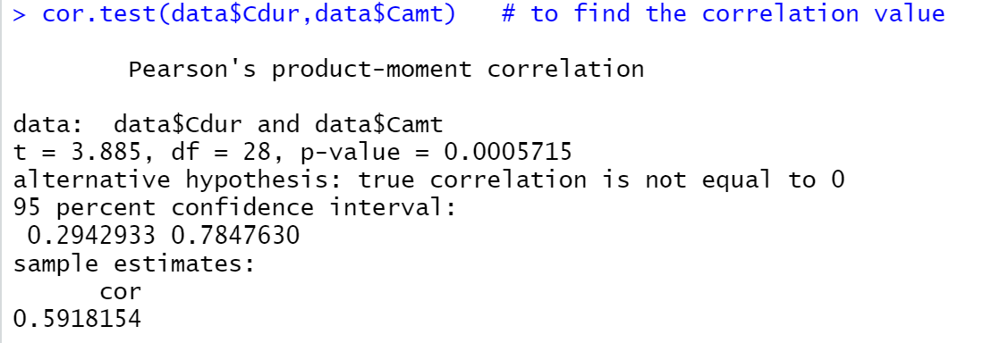 > cor.test(data$Cdur,data$Camt)   # to find the correlation value
Pearson's product-moment correlation
data:  data$Cdur and data$Camt
t = 3.885, df = 28, p-value = 0.0005715
alternative hypothesis: true correlation is not equal to 0
95 percent confidence interval:
 0.2942933 0.7847630
sample estimates:
      cor
0.5918154